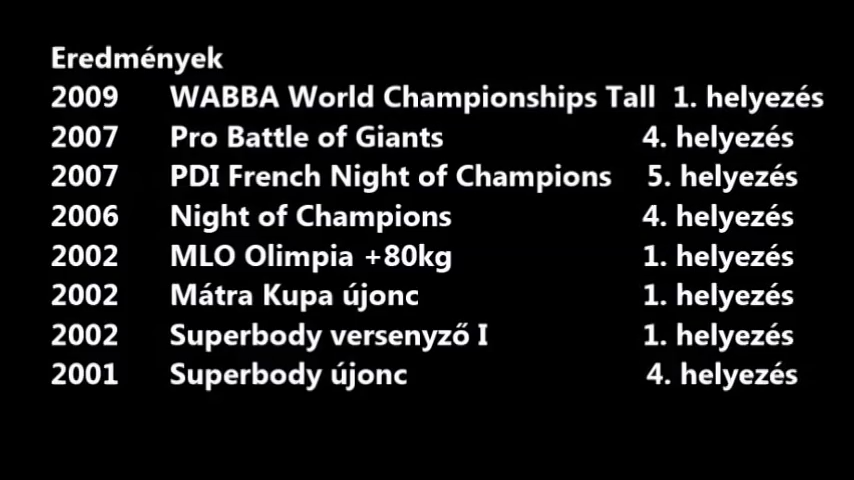 Eredmények
2009 WABBA World Championships Tall 1. helyezés
2007 Pro Battle of Giants 4. helyezés
2007 PDI French Night of Champions 5. helyezés
2006 Night of Champions 4. helyezés
2002 MLO Olimpia +80kg 1. helyezés
2002 Mátra Kupa újonc 1. helyezés
2002 Superbody versenyző I 1. helyezés
2001 Superbody újonc 4. helyezés